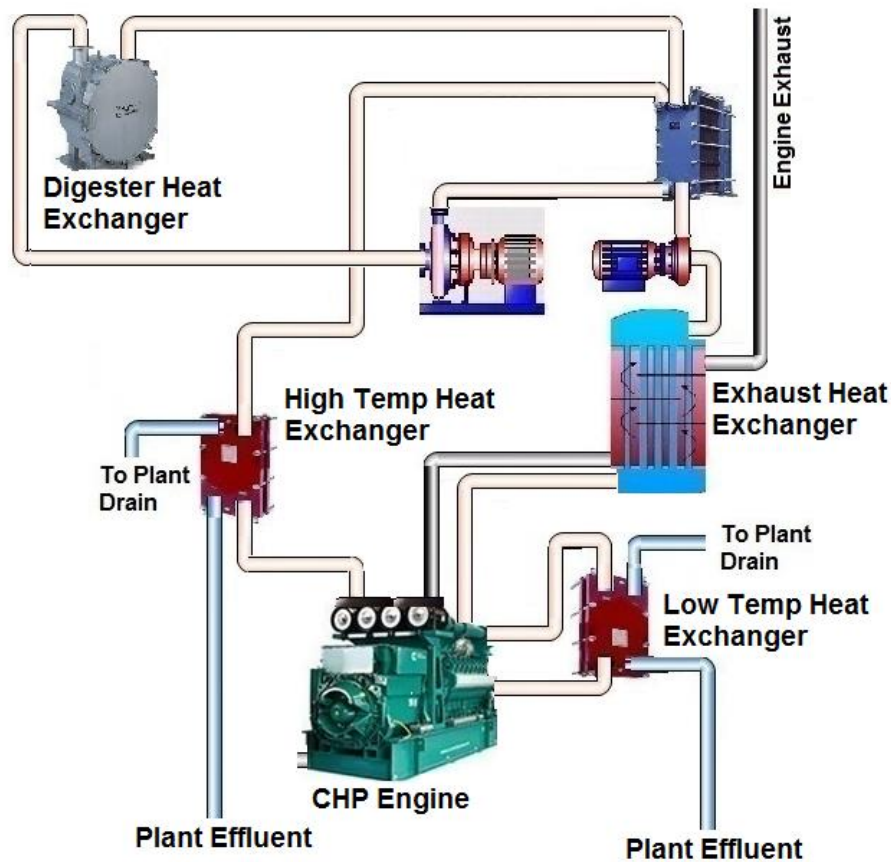 Engine Exhaust
Digester Heat
Exchanger
High Temp Heat
Exchanger
Exhaust Heat
Exchanger
To Plant
Drain
To Plant
Drain
Low Temp Heat
Exchanger
CHP Engine
Plant Effluent
Plant Effluent